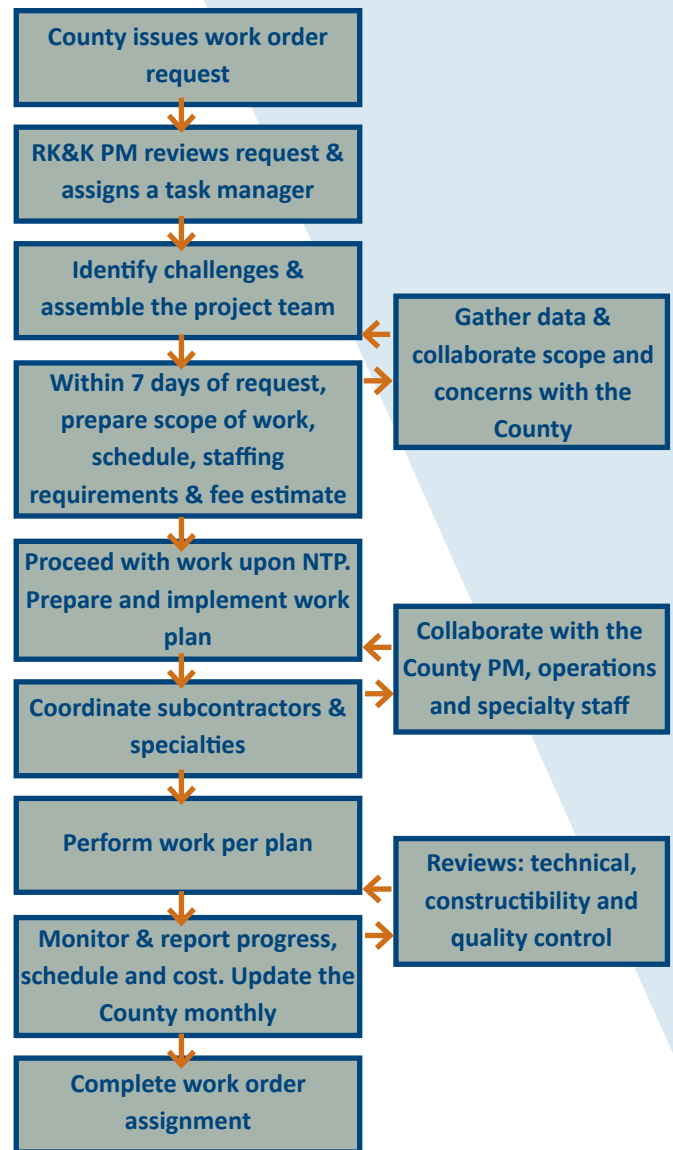 County issues work order
request
RK&K PM reviews request &
assigns a task manager
Identify challenges &
assemble the project team
Gather data &
collaborate scope and
concerns with the
County
Within 7 days of request,
prepare scope of work,
schedule, staffing
requirements & fee estimate
Proceed with work upon NTP.
Prepare and implement work
plan
Collaborate with the
County PM, operations
and specialty staff
Coordinate subcontractors &
specialties
Perform work per plan
Reviews: technical,
constructibility and
quality control
Monitor & report progress,
schedule and cost. Update the
County monthly
Complete work order
assignment